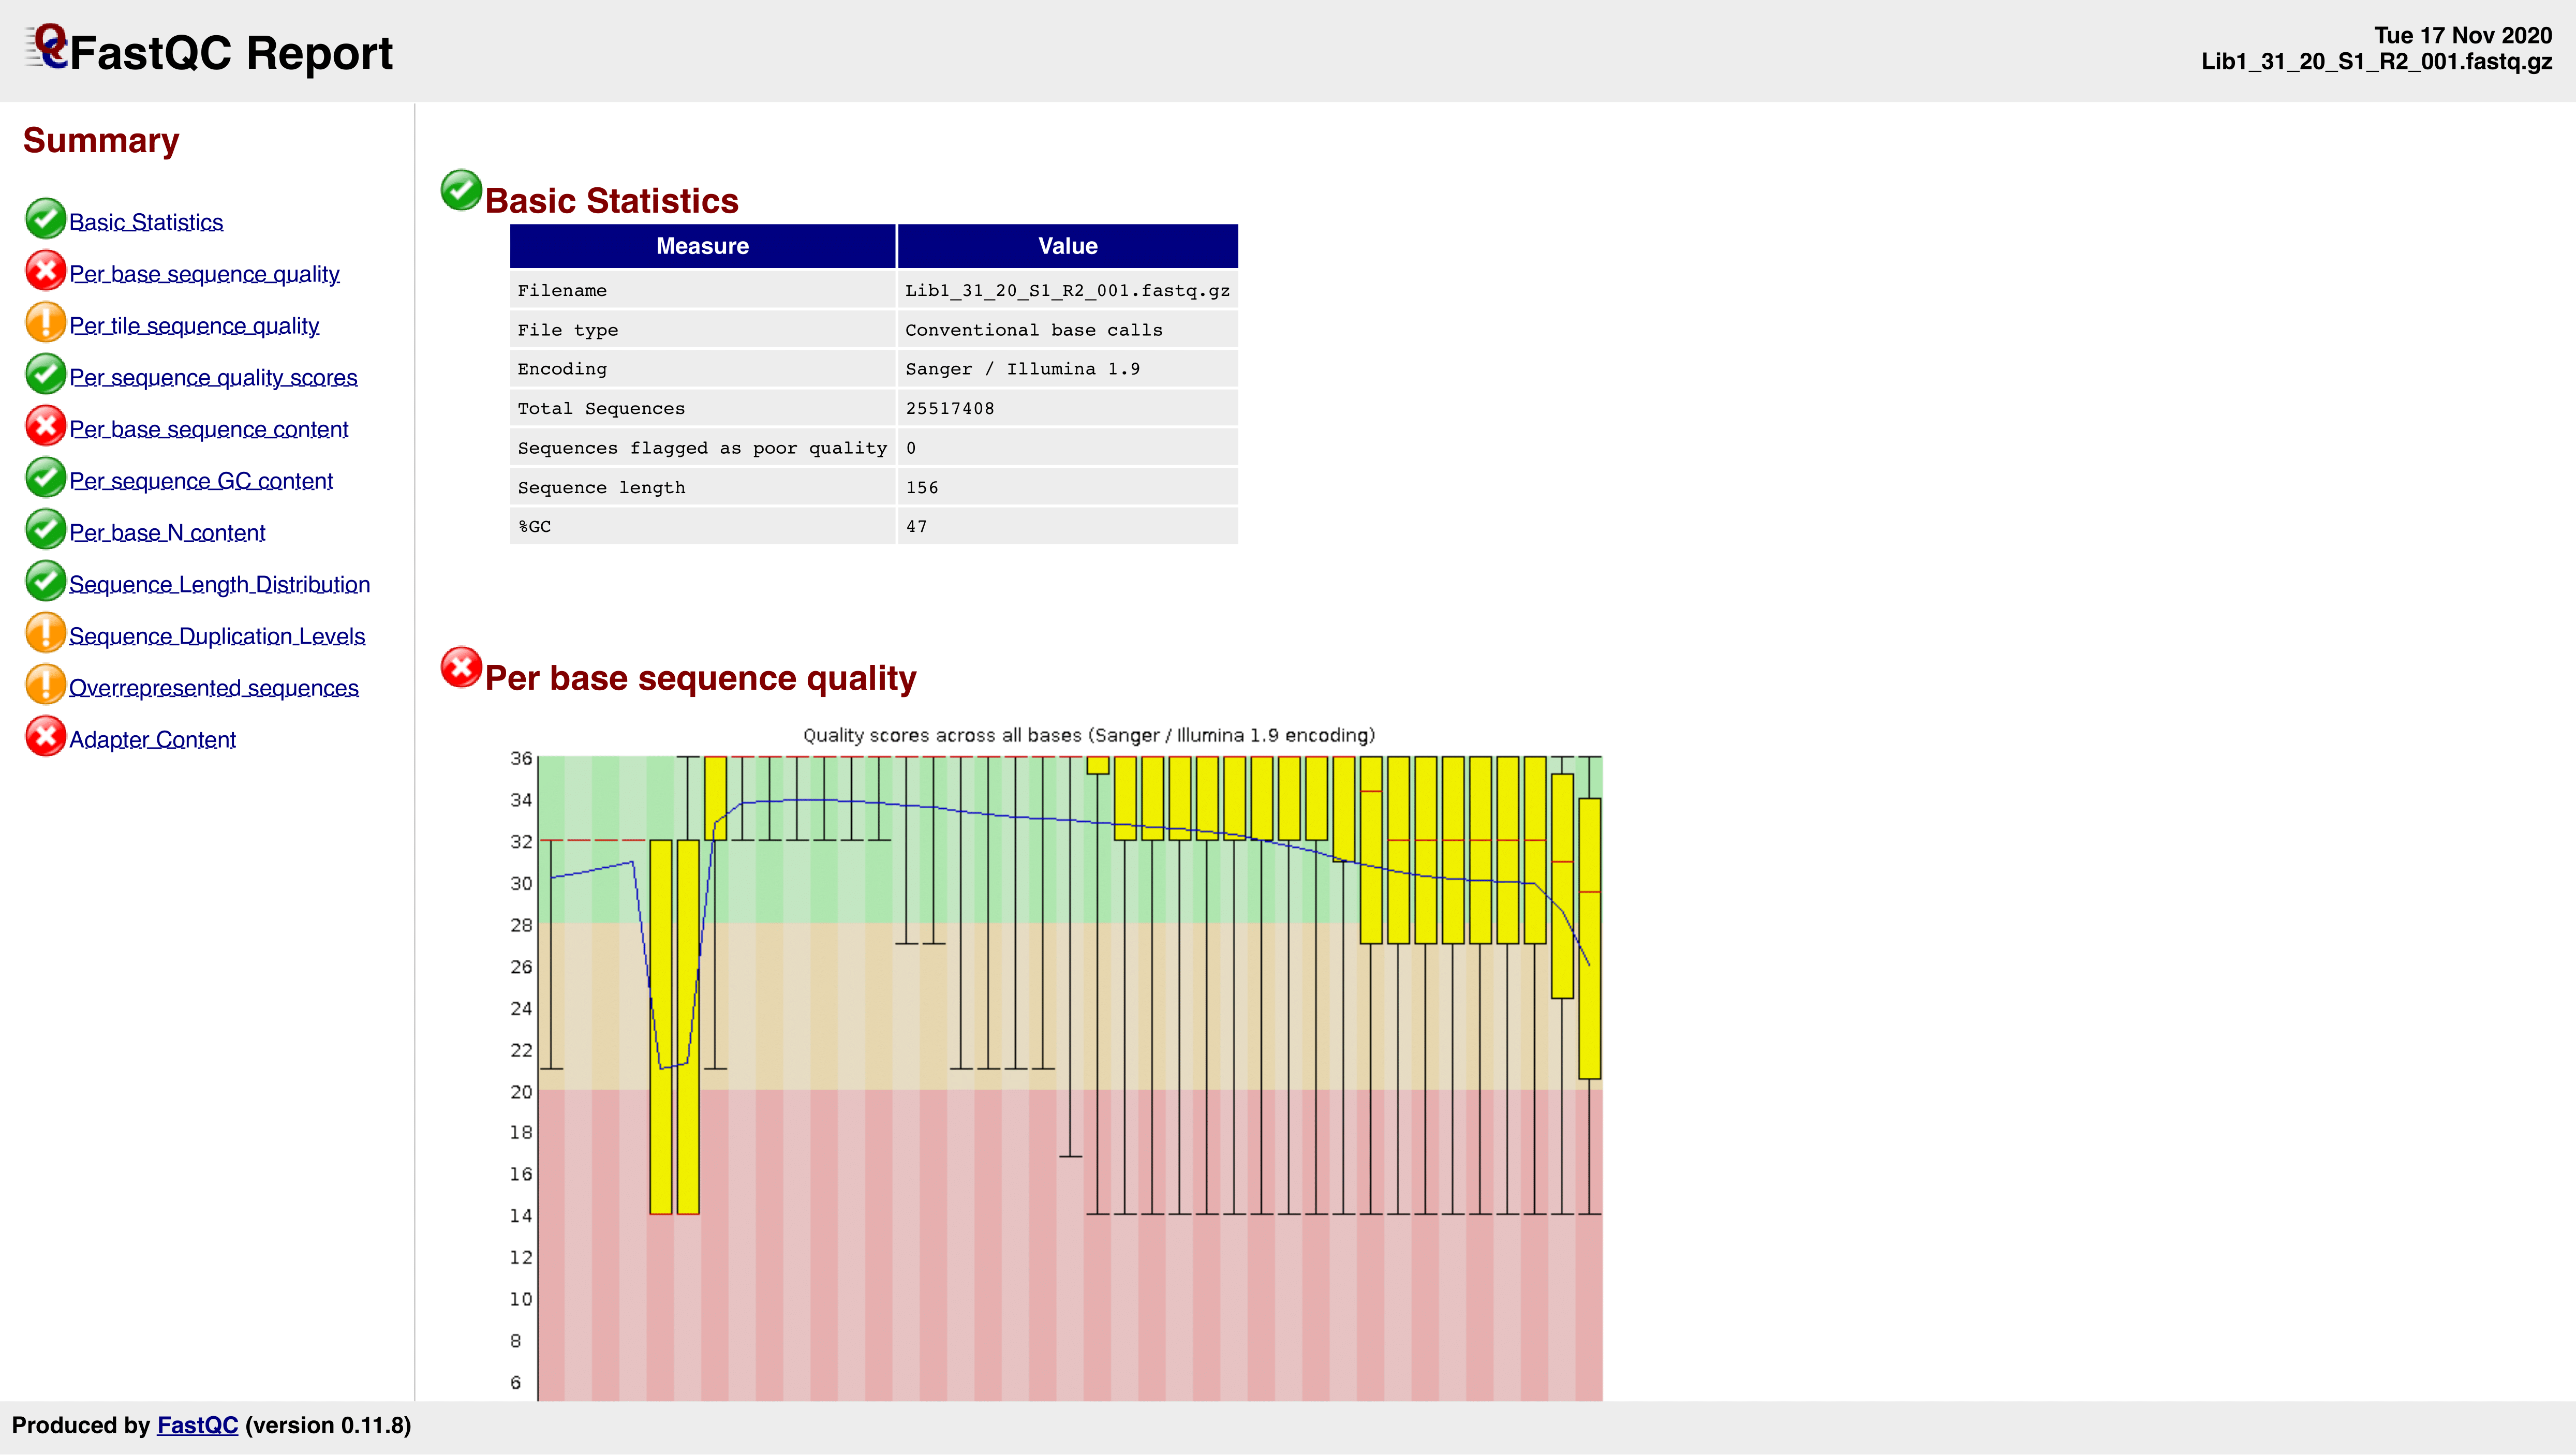 FastQC Report
Tue 17 Nov 2020
Lib1_31_20_S1_R2_001.fastq.gz
Summary
Basic Statistics
Per base sequence quality
Per tile sequence quality
Per sequence quality scores
Per base sequence content
Per sequence GC content
Per base N content
Sequence Length Distribution
Sequence Duplication Levels
Overrepresented sequences
Adapter Content
Basic Statistics
Measure Value
Filename Lib1_31_20_S1_R2_001.fastq.gz
File type Conventional base calls
Encoding Sanger / Illumina 1.9
Total Sequences 25517408
Sequences flagged as poor quality 0
Sequence length 156
%GC 47
Per base sequence quality
Quality scores across all bases (Sanger / Illumina 1.9 encoding)
36
34
32
30
28
26
24
22
20
18
16
14
12
10
8
6
Produced by FastQC (version 0.11.8)